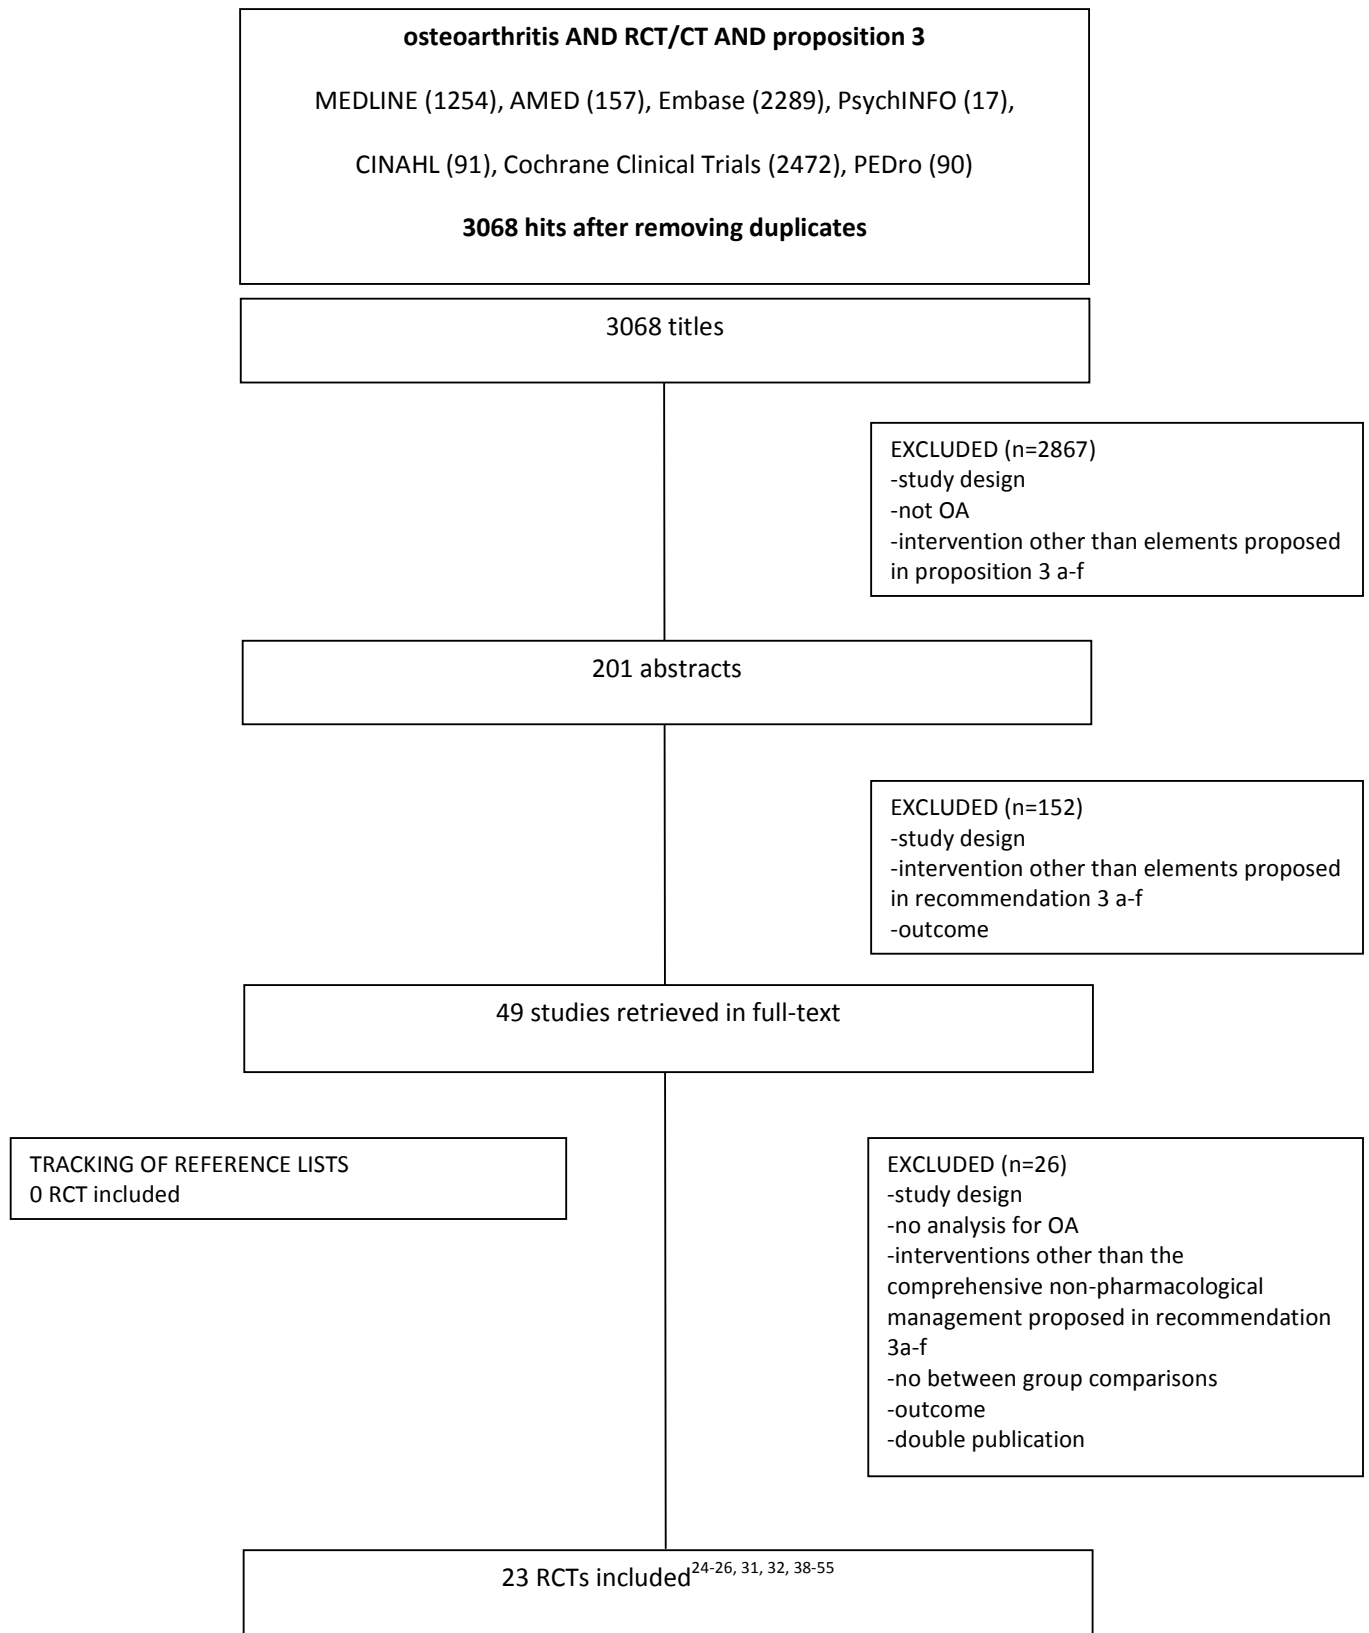 osteoarthritis AND RCT/CT AND proposition 3
MEDLINE (1254), AMED (157), Embase (2289), PsychINFO (17),
CINAHL (91), Cochrane Clinical Trials (2472), PEDro (90)
3068 hits after removing duplicates
3068 titles
EXCLUDED (n=2867)
-study design
-not OA
-intervention other than elements proposed
in proposition 3 a-f
201 abstracts
EXCLUDED (n=152)
-study design
-intervention other than elements proposed
in recommendation 3 a-f
-outcome
49 studies retrieved in full-text
TRACKING OF REFERENCE LISTS
0 RCT included
EXCLUDED (n=26)
-study design
-no analysis for OA
-interventions other than the
comprehensive non-pharmacological
management proposed in recommendation
3a-f
-no between group comparisons
-outcome
-double publication
23 RCTs included24-26, 31, 32, 38-55